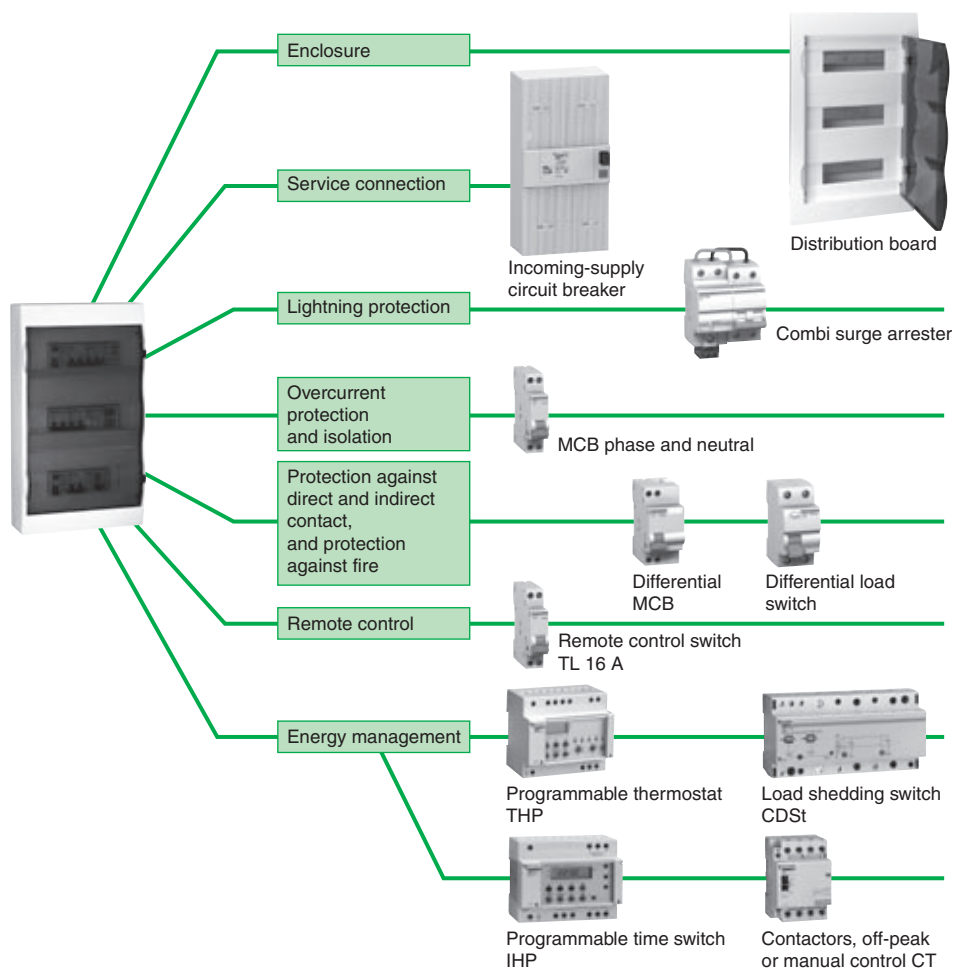 Enclosure
Service connection
Distribution board
Incoming-supply
circuit breaker
Lightning protection
Combi surge arrester
Overcurrent
protection
and isolation
MCB phase and neutral
Protection against
direct and indirect
contact,
and protection
against fire
Differential
MCB
Differential load
switch
Remote control
Remote control switch
TL 16 A
Energy management
Programmable thermostat
THP
Load shedding switch
CDSt
Programmable time switch
IHP
Contactors, off-peak
or manual control CT